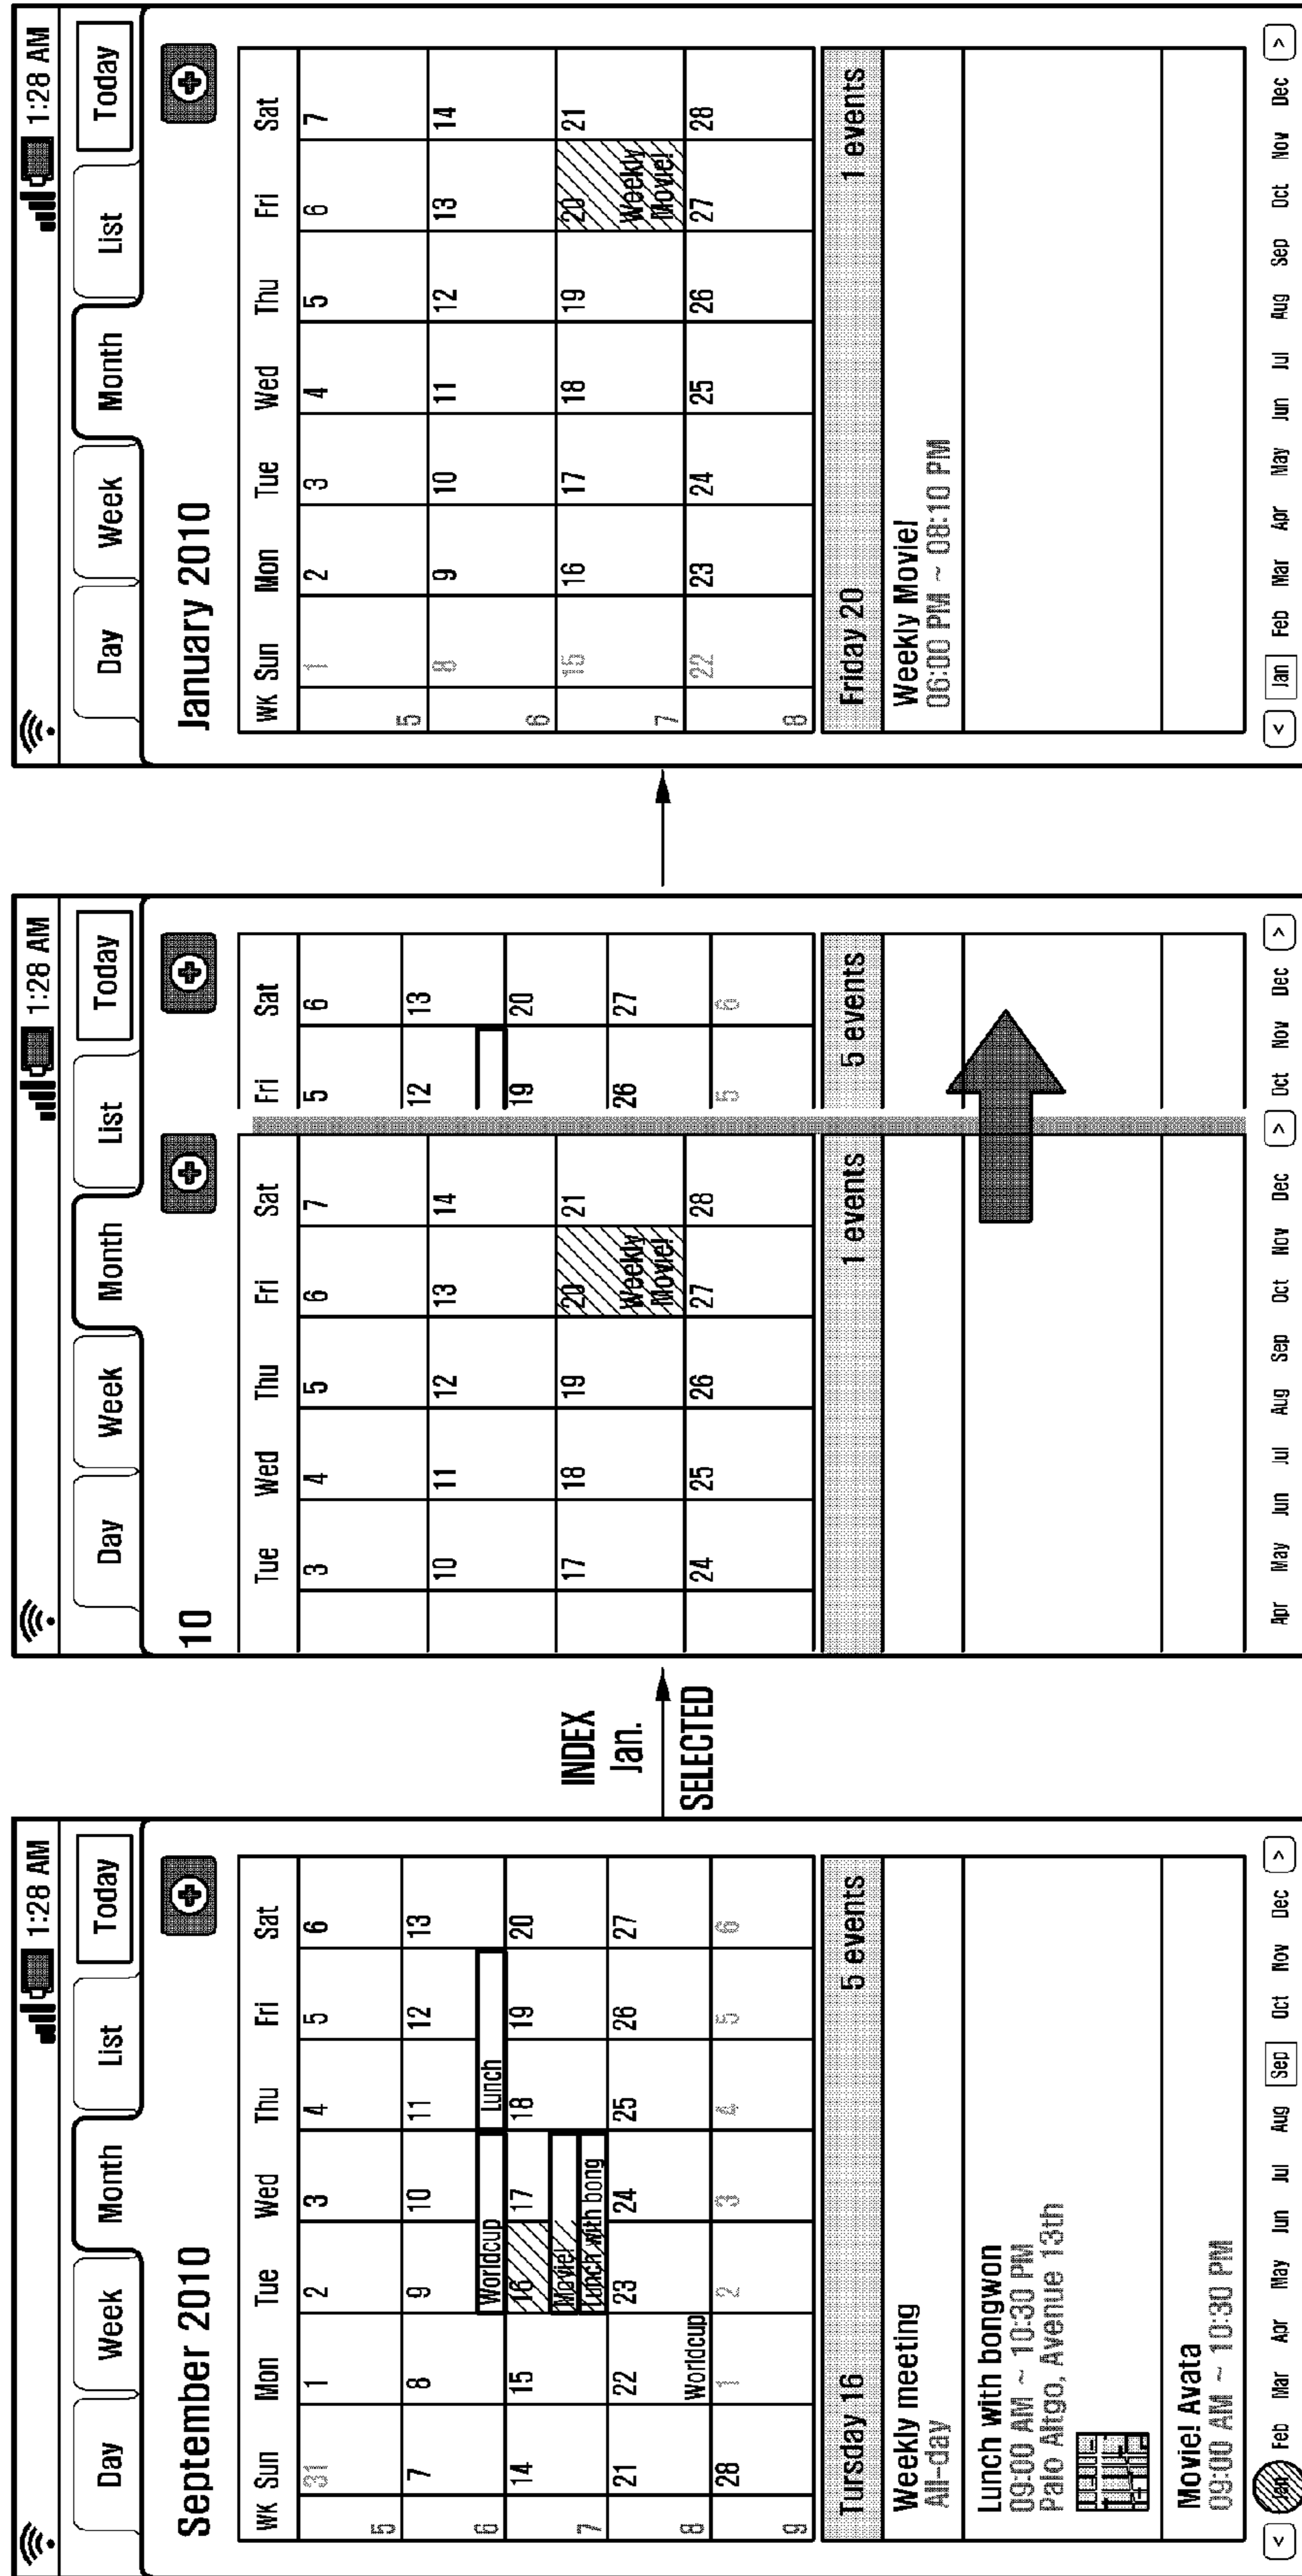 1:28 AM
Day Week Month List Today
September 2010
WK Sun Mon Tue Wed Thu Fri Sat
5 31 1 2 3 4 5 6
6 7 8 9 10 11 12 13
Worldcup Lunch
7 14 15 16 17 18 19 20
Movie!
Lunch with bong
8 21 22 23 24 25 26 27
Worldcup
9 28 1 2 3 4 5 6
Tursday 16 5 events
Weekly meeting
All-day
Lunch with bongwon
09:00 AM ~ 10:30 PM
Palo Altgo, Avenue 13th
Movie! Avata
09:00 AM ~ 10:30 PM
< Jan Feb Mar Apr May Jun Jul Aug Sep Oct Nov Dec >
INDEX
Jan.
SELECTED
1:28 AM
Day Week Month List Today
10
Tue Wed Thu Fri Sat Fri Sat
3 4 5 6 7 5 6
10 11 12 13 14 12 13
17 18 19 20 21 19 20
Weekly
Movie!
24 25 26 27 28 26 27
5 6
1 events 5 events
Apr May Jun Jul Aug Sep Oct Nov Dec > Oct Nov Dec >
1:28 AM
Day Week Month List Today
January 2010
WK Sun Mon Tue Wed Thu Fri Sat
5 1 2 3 4 5 6 7
6 8 9 10 11 12 13 14
7 15 16 17 18 19 20 21
Weekly
Movie!
8 22 23 24 25 26 27 28
Friday 20 1 events
Weekly Movie!
06:00 PM ~ 08:10 PM
< Jan Feb Mar Apr May Jun Jul Aug Sep Oct Nov Dec >